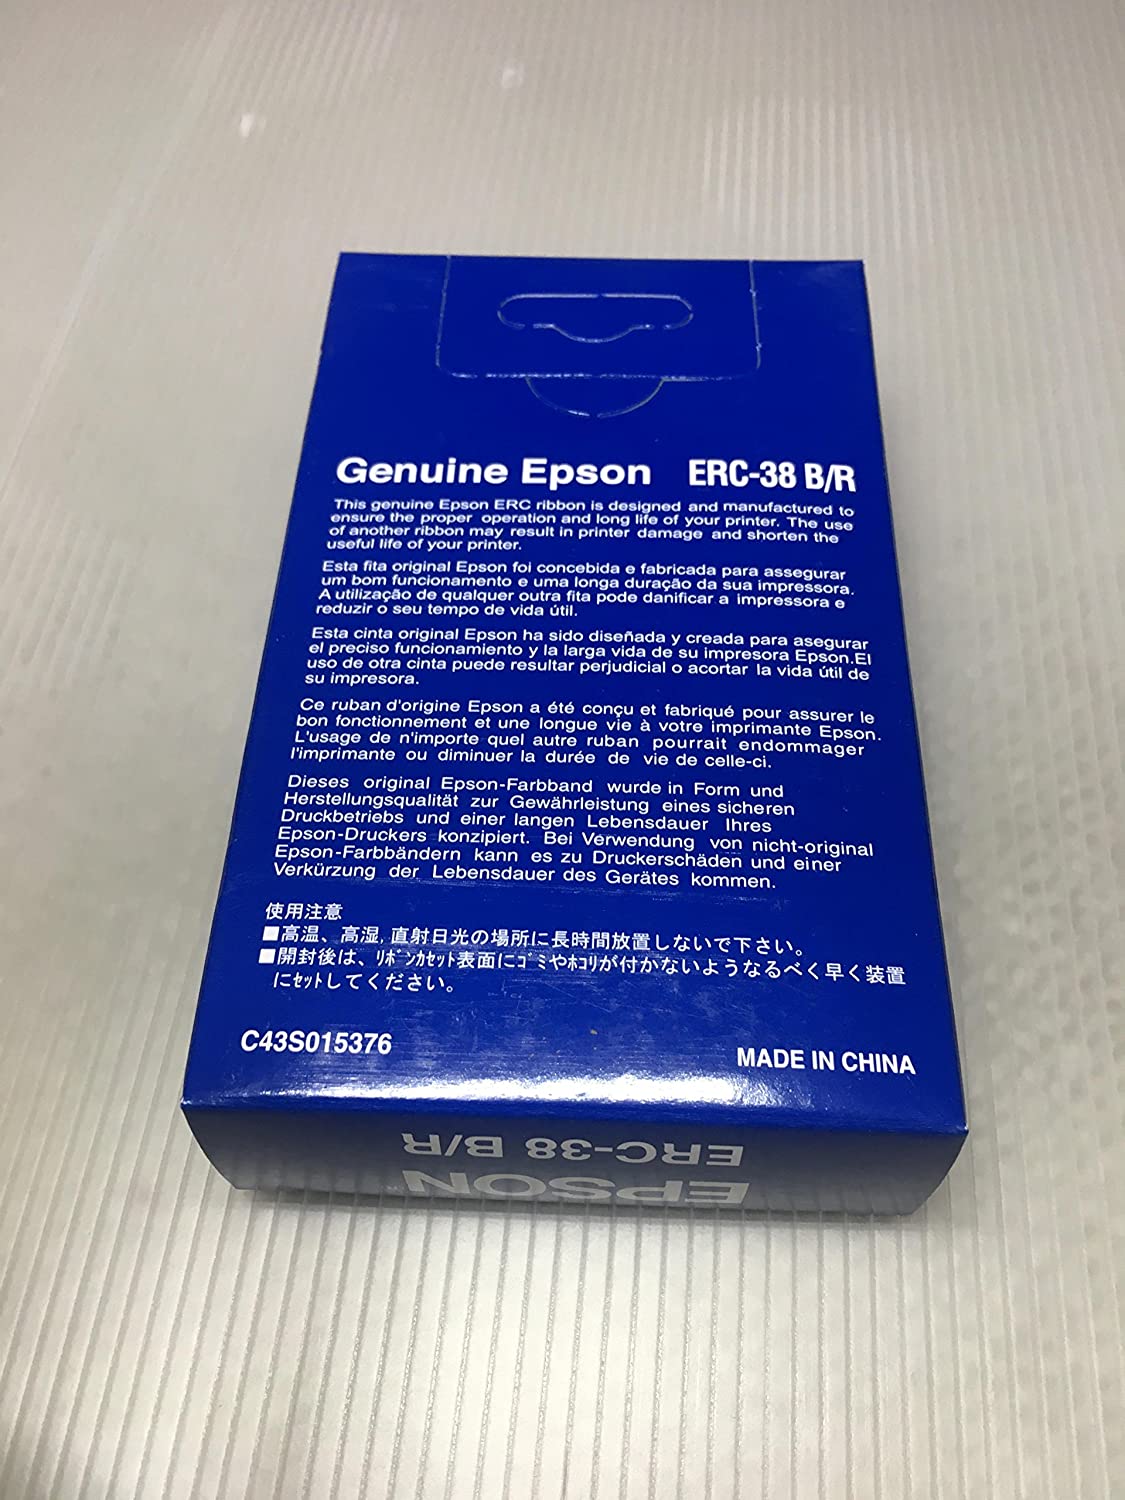 Genuine Epson ERC-38 B/R
This genuine Epson ERC ribbon is designed and manufactured to
ensure the proper operation and long life of your printer. The use
of another ribbon may result in printer damage and shorten the
useful life of your printer.
Esta fita original Epson foi concebida e fabricada para assegurar
um bom funcionamento e uma longa duração da sua impressora.
A utilização de qualquer outra fita pode danificar a impressora e
reduzir o seu tempo de vida útil.
Esta cinta original Epson ha sido diseñada y creada para asegurar
el preciso funcionamiento y la larga vida de su impresora Epson.El
uso de otra cinta puede resultar perjudicial o acortar la vida útil de
su impresora.
Ce ruban d'origine Epson a été conçu et fabriqué pour assurer le
bon fonctionnement et une longue vie à votre imprimante Epson.
L'usage de n'importe quel autre ruban pourrait endommager
l'imprimante ou diminuer la durée de vie de celle-ci.
Dieses original Epson-Farbband wurde in Form und
Herstellungsqualität zur Gewährleistung eines sicheren
Druckbetriebs und einer langen Lebensdauer Ihres
Epson-Druckers konzipiert. Bei Verwendung von nicht-original
Epson-Farbbändern kann es zu Druckerschäden und einer
Verkürzung der Lebensdauer des Gerätes kommen.
使用注意
■高温、高湿,直射日光の場所に長時間放置しないで下さい。
■開封後は、ﾘﾎﾞﾝｶｾｯﾄ表面にｺﾞﾐやﾎｺﾘが付かないようなるべく早く装置
にｾｯﾄしてください。
C43S015376
MADE IN CHINA
ERC-38 B/R
EPSON